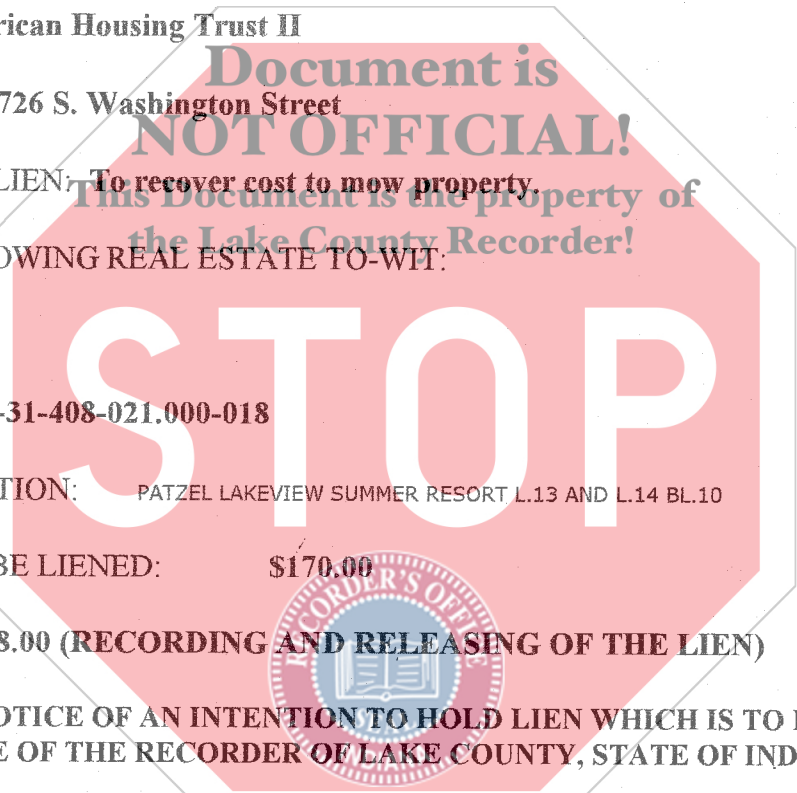 rican Housing Trust II
Document is
726 S. Washington Street
NOT OFFICIAL!
LIEN: To recover cost to mow property.
This Document is the property of
the Lake County Recorder!
OWING REAL ESTATE TO-WIT:
STOP
-31-408-021.000-018
TION: PATZEL LAKEVIEW SUMMER RESORT L.13 AND L.14 BL.10
BE LIENED: $170.00
RECORDER'S OFFICE
8.00 (RECORDING AND RELEASING OF THE LIEN)
OTICE OF AN INTENTION TO HOLD LIEN WHICH IS TO
E OF THE RECORDER OF LAKE COUNTY, STATE OF IND
INDIANA